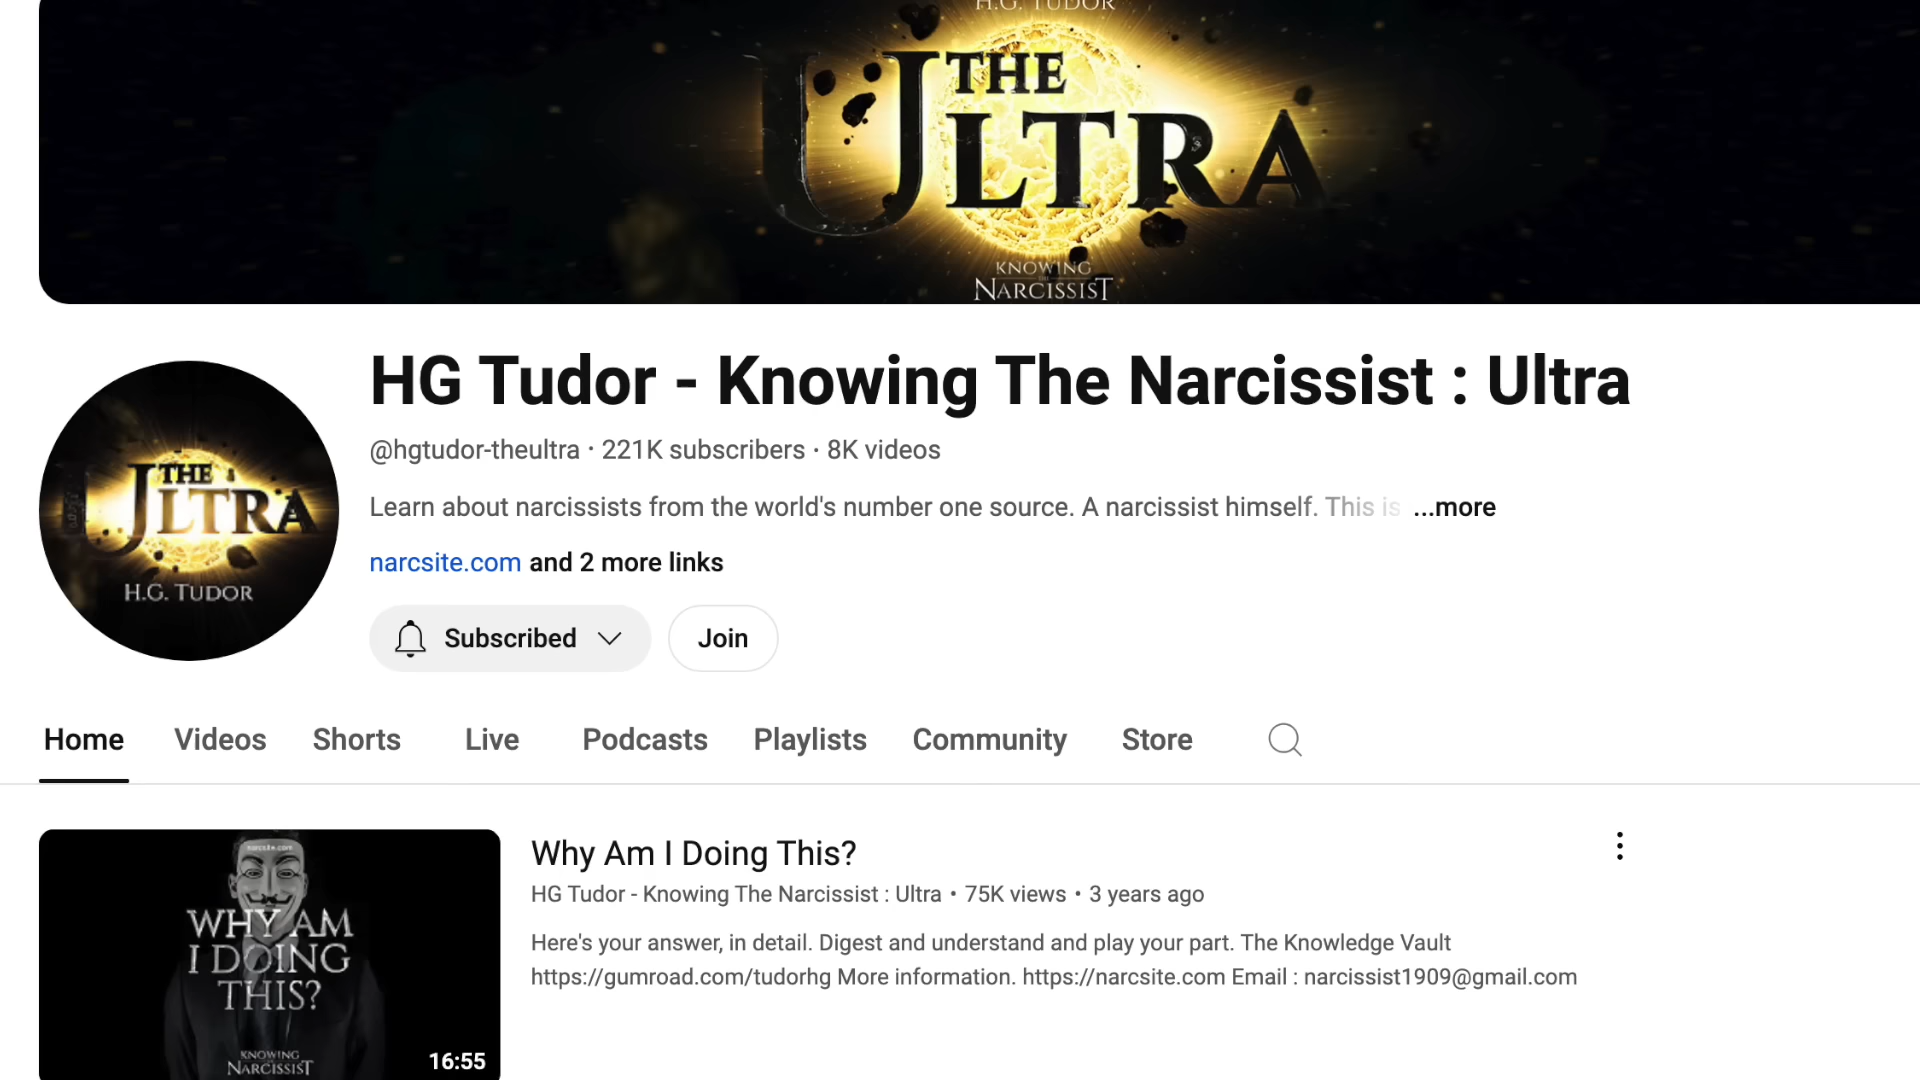 H.G. TUDOR
THE
ULTRA
KNOWING
THE
NARCISSIST
HG Tudor - Knowing The Narcissist : Ultra
@hgtudor-theultra · 221K subscribers · 8K videos
Learn about narcissists from the world's number one source. A narcissist himself. This is ...more
narcsite.com and 2 more links
THE
ULTRA
H.G. TUDOR
Subscribed
Join
Home Videos Shorts Live Podcasts Playlists Community Store
narcsite.com
WHY AM
I DOING
THIS?
KNOWING
NARCISSIST
16:55
Why Am I Doing This?
HG Tudor - Knowing The Narcissist : Ultra • 75K views • 3 years ago
Here's your answer, in detail. Digest and understand and play your part. The Knowledge Vault
https://gumroad.com/tudorhg More information. https://narcsite.com Email : narcissist1909@gmail.com